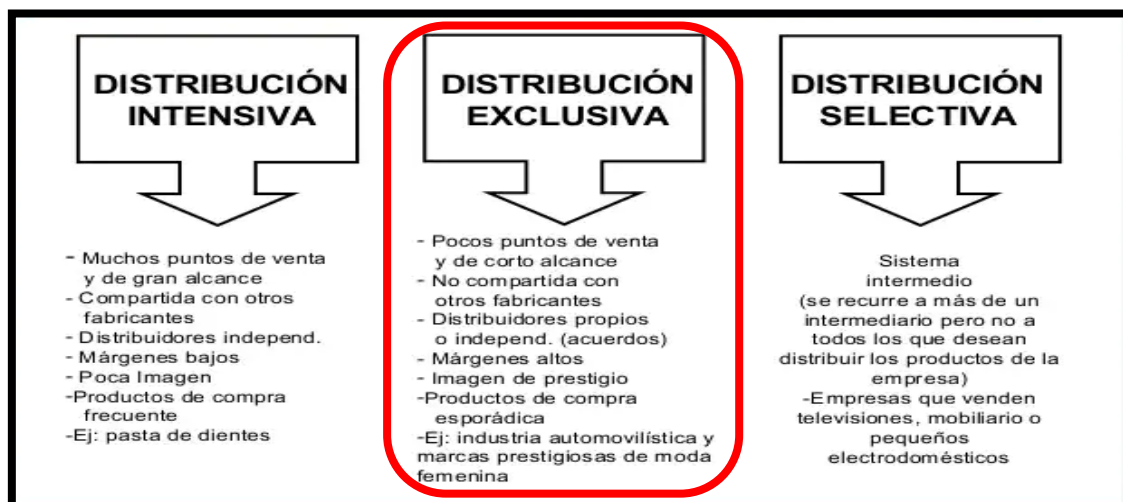 DISTRIBUCIÓN
INTENSIVA
- Muchos puntos de venta
y de gran alcance
- Compartida con otros
fabricantes
- Distribuidores independ.
- Márgenes bajos
- Poca Imagen
-Productos de compra
frecuente
-Ej: pasta de dientes
DISTRIBUCIÓN
EXCLUSIVA
- Pocos puntos de venta
y de corto alcance
- No compartida con
otros fabricantes
- Distribuidores propios
o independ. (acuerdos)
- Márgenes altos
- Imagen de prestigio
-Productos de compra
esporádica
-Ej: industria automovilística y
marcas prestigiosas de moda
femenina
DISTRIBUCIÓN
SELECTIVA
Sistema
intermedio
(se recurre a más de un
intermediario pero no a
todos los que desean
distribuir los productos de la
empresa)
-Empresas que venden
televisiones, mobiliario o
pequeños
electrodomésticos